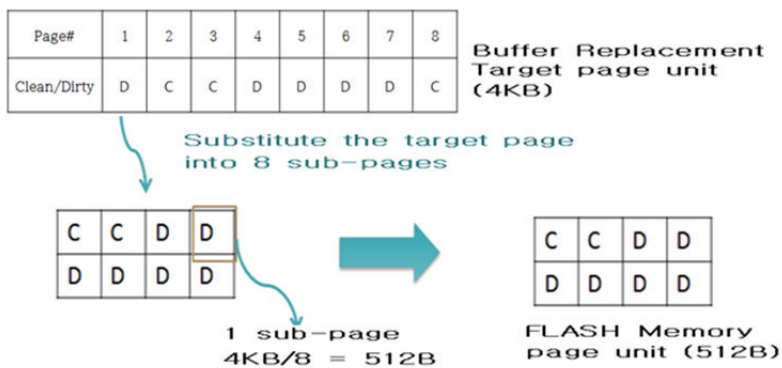 Page# 1 2 3 4 5 6 7 8
Clean/Dirty D C C D D D D C
Buffer Replacement
Target page unit
(4KB)
Substitute the target page
into 8 sub-pages
C C D D
D D D D
1 sub-page
4KB/8 = 512B
C C D D
D D D D
FLASH Memory
page unit (512B)